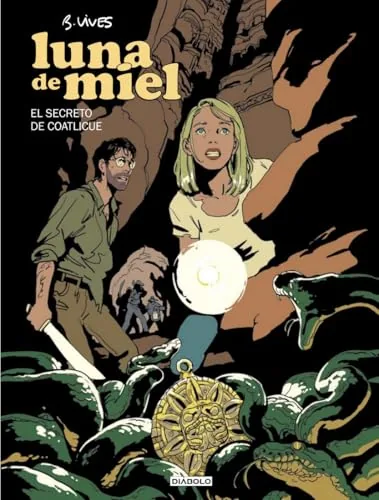 B. VIVES
luna
de miel
EL SECRETO
DE COATLICUE
DIÁBOLO